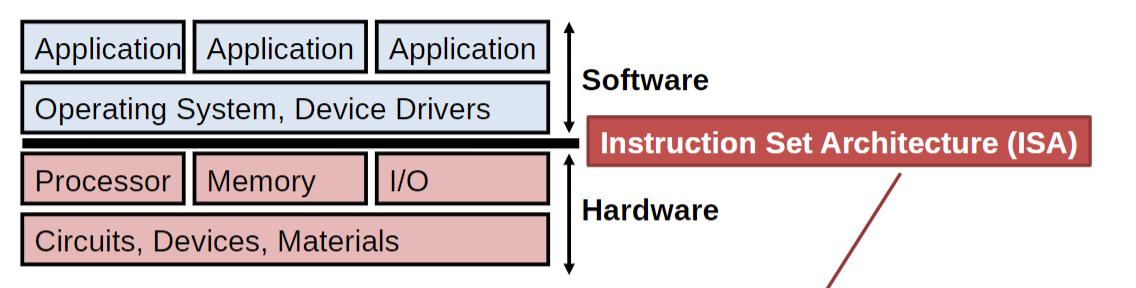 Application Application Application
Software
Operating System, Device Drivers
Instruction Set Architecture (ISA)
Processor Memory I/O
Hardware
Circuits, Devices, Materials